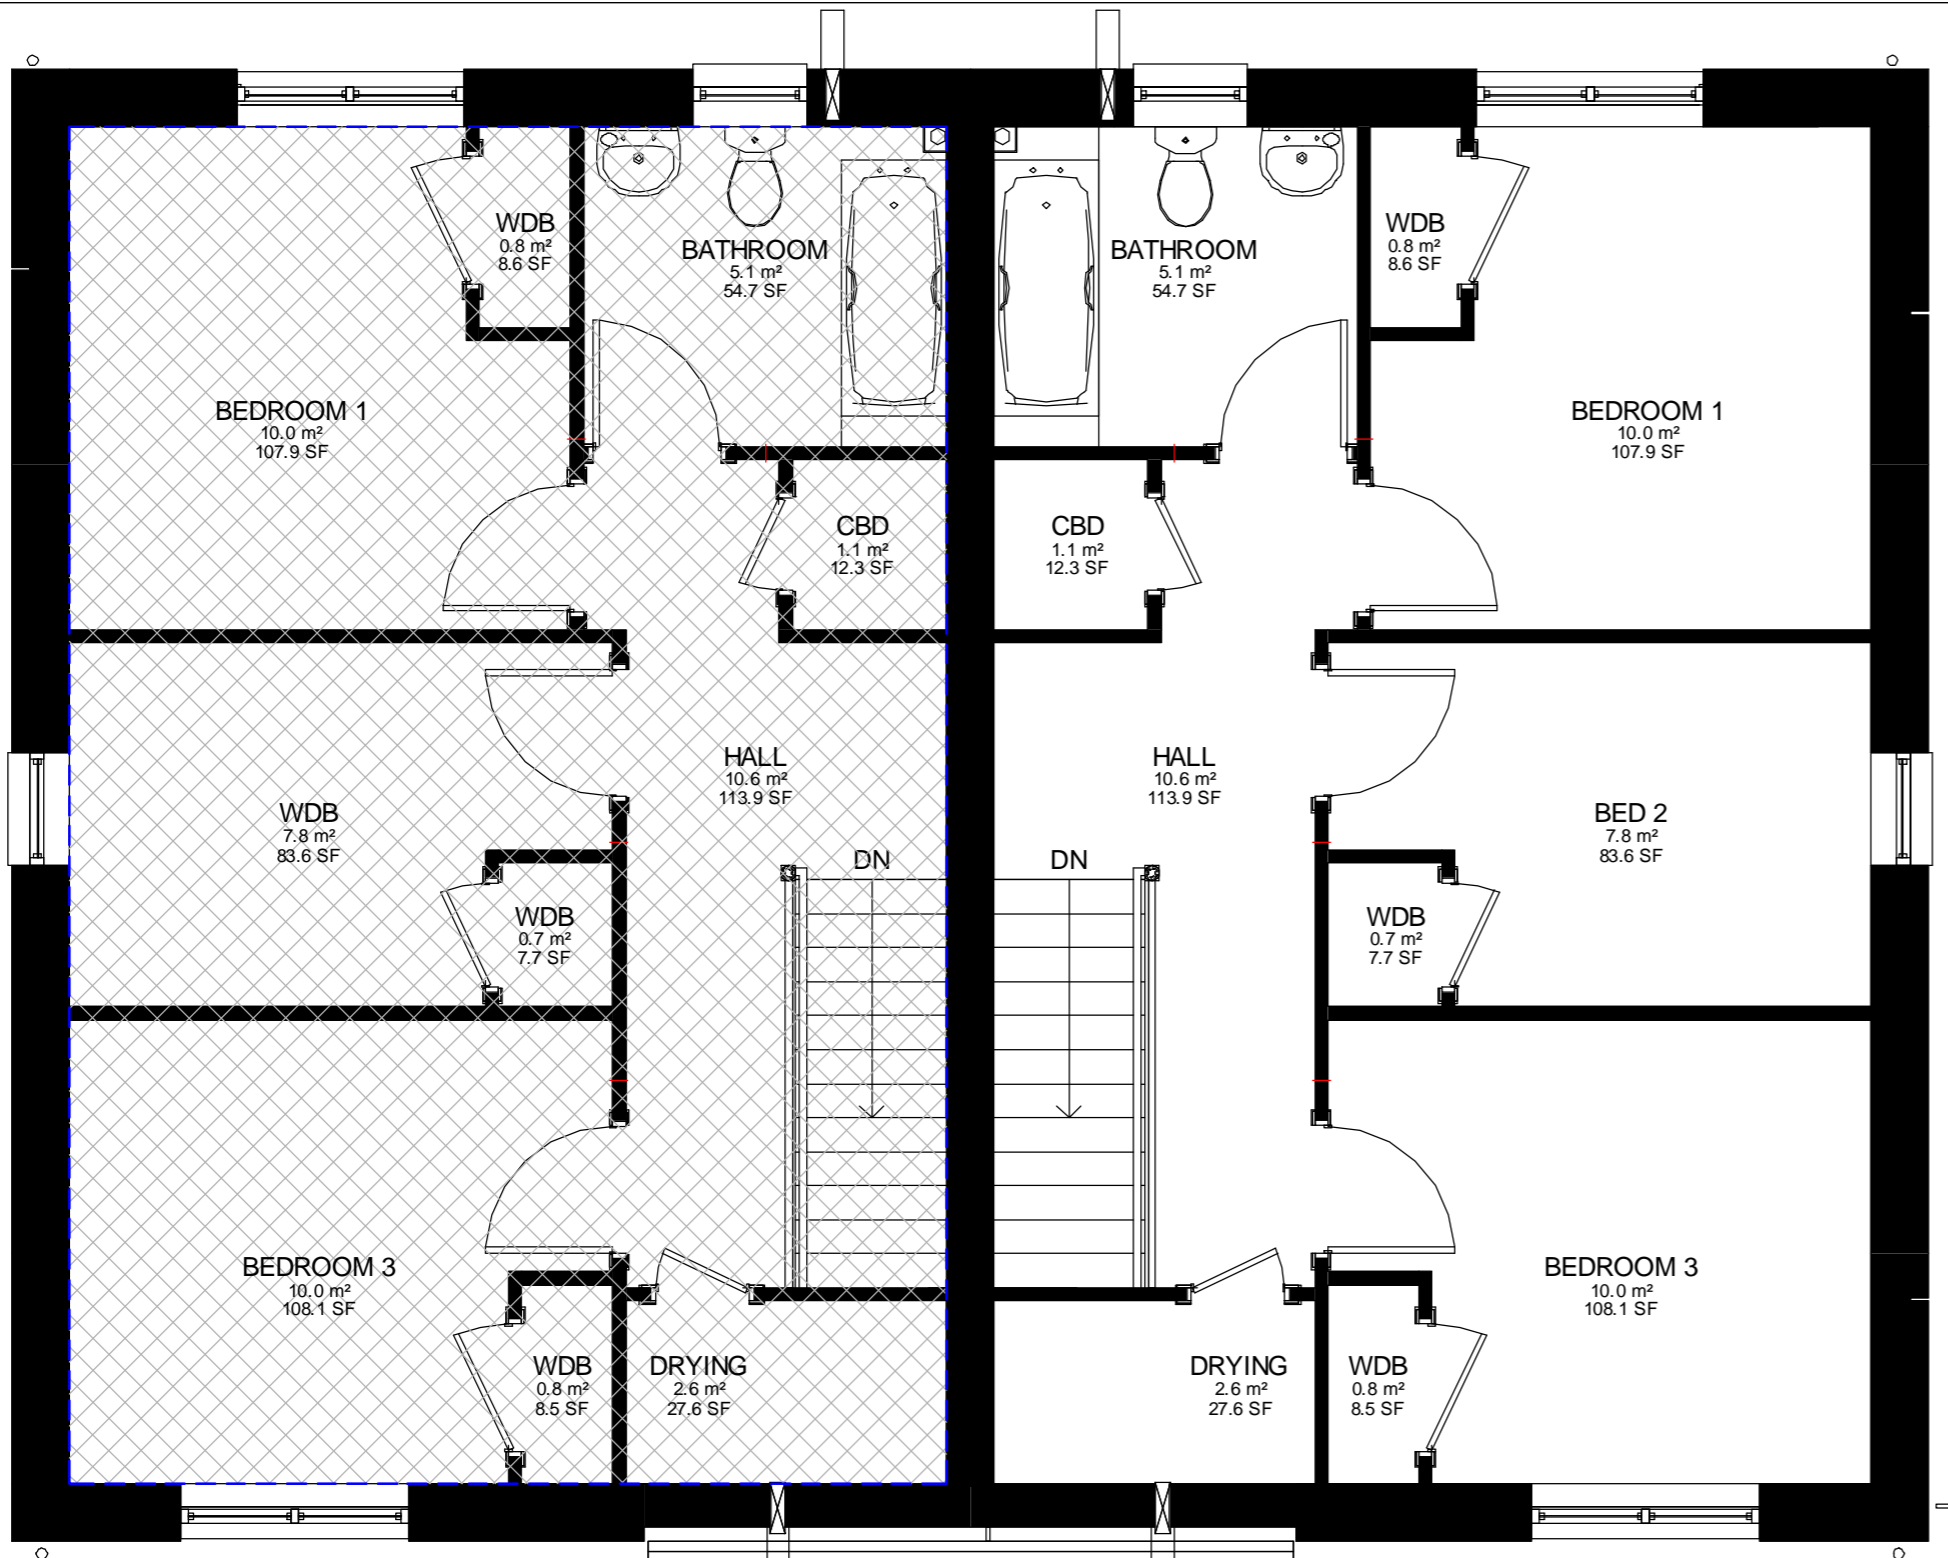 WDB
0.8 m²
8.6 SF
BATHROOM
5.1 m²
54.7 SF
BATHROOM
5.1 m²
54.7 SF
WDB
0.8 m²
8.6 SF
BEDROOM 1
10.0 m²
107.9 SF
BEDROOM 1
10.0 m²
107.9 SF
CBD
1.1 m²
12.3 SF
CBD
1.1 m²
12.3 SF
HALL
10.6 m²
113.9 SF
HALL
10.6 m²
113.9 SF
WDB
7.8 m²
83.6 SF
BED 2
7.8 m²
83.6 SF
DN
DN
WDB
0.7 m²
7.7 SF
WDB
0.7 m²
7.7 SF
BEDROOM 3
10.0 m²
108.1 SF
BEDROOM 3
10.0 m²
108.1 SF
WDB
0.8 m²
8.5 SF
DRYING
2.6 m²
27.6 SF
DRYING
2.6 m²
27.6 SF
WDB
0.8 m²
8.5 SF